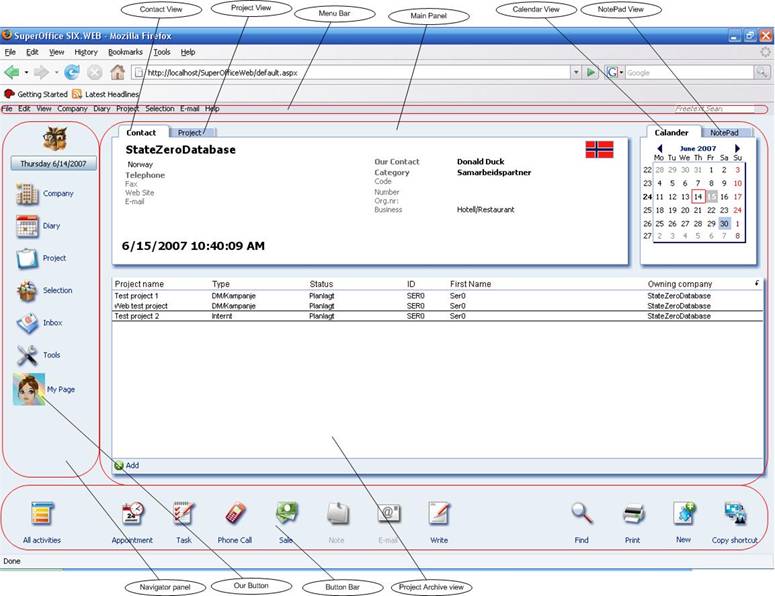 Contact View
Project View
Menu Bar
Main Panel
Calendar View
NotePad View
SuperOffice SIX.WEB - Mozilla Firefox
File Edit View History Bookmarks Tools Help
http://localhost/SuperOfficeWeb/default.aspx
Google
Getting Started Latest Headlines
File Edit View Company Diary Project Selection E-mail Help
Freetext Sear
Contact Project
Calander NotePad
Thursday 6/14/2007
Company
Diary
Project
Selection
Inbox
Tools
My Page
StateZeroDatabase
Norway
Telephone
Fax
Web Site
E-mail
Our Contact Donald Duck
Category Samarbeidspartner
Code
Number
Org.nr:
Business Hotell/Restaurant
6/15/2007 10:40:09 AM
June 2007
Mo Tu We Th Fr Sa Su
22 28 29 30 31 1 2 3
23 4 5 6 7 8 9 10
24 11 12 13 14 15 16 17
25 18 19 20 21 22 23 24
26 25 26 27 28 29 30 1
27 2 3 4 5 6 7 8
Project name Type Status ID First Name Owning company
Test project 1 DM/Kampanje Planlagt SER0 Ser0 StateZeroDatabase
Web test project DM/Kampanje Planlagt SER0 Ser0 StateZeroDatabase
Test project 2 Internt Planlagt SER0 Ser0 StateZeroDatabase
Add
All activities
Appointment
Task
Phone Call
Sale
Note
E-mail
Write
Find
Print
New
Copy shortcut
Done
Navigator panel
Our Button
Button Bar
Project Archive view